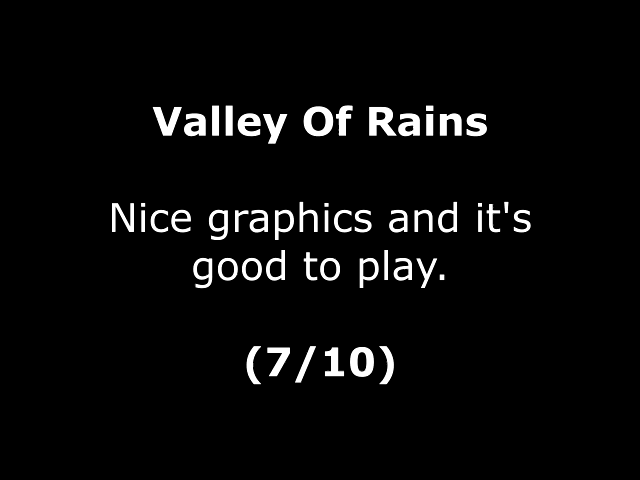 Valley Of Rains
Nice graphics and it's
good to play.
(7/10)